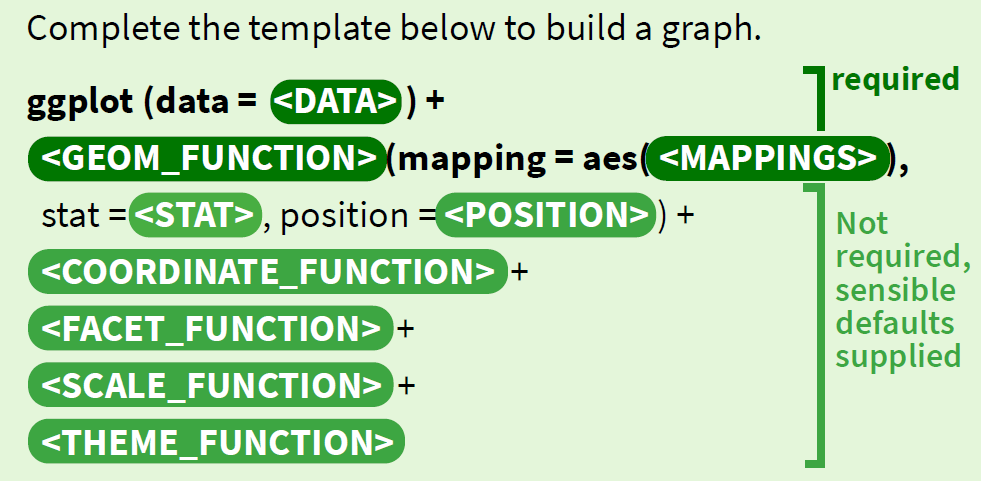 Complete the template below to build a graph.
required
ggplot (data = <DATA>) +
<GEOM_FUNCTION>(mapping = aes(<MAPPINGS>),
stat = <STAT>, position = <POSITION>) +
<COORDINATE_FUNCTION> +
<FACET_FUNCTION> +
<SCALE_FUNCTION> +
<THEME_FUNCTION>
Not
required,
sensible
defaults
supplied